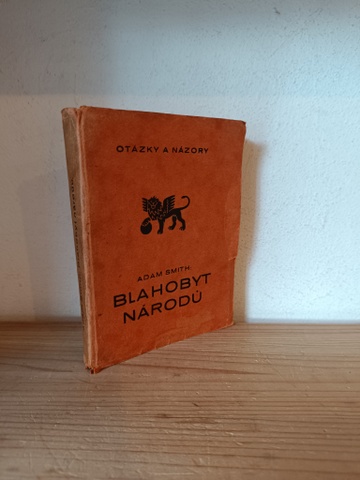 OTÁZKY A NÁZORY
ADAM SMITH:
BLAHOBYT
NÁRODŮ